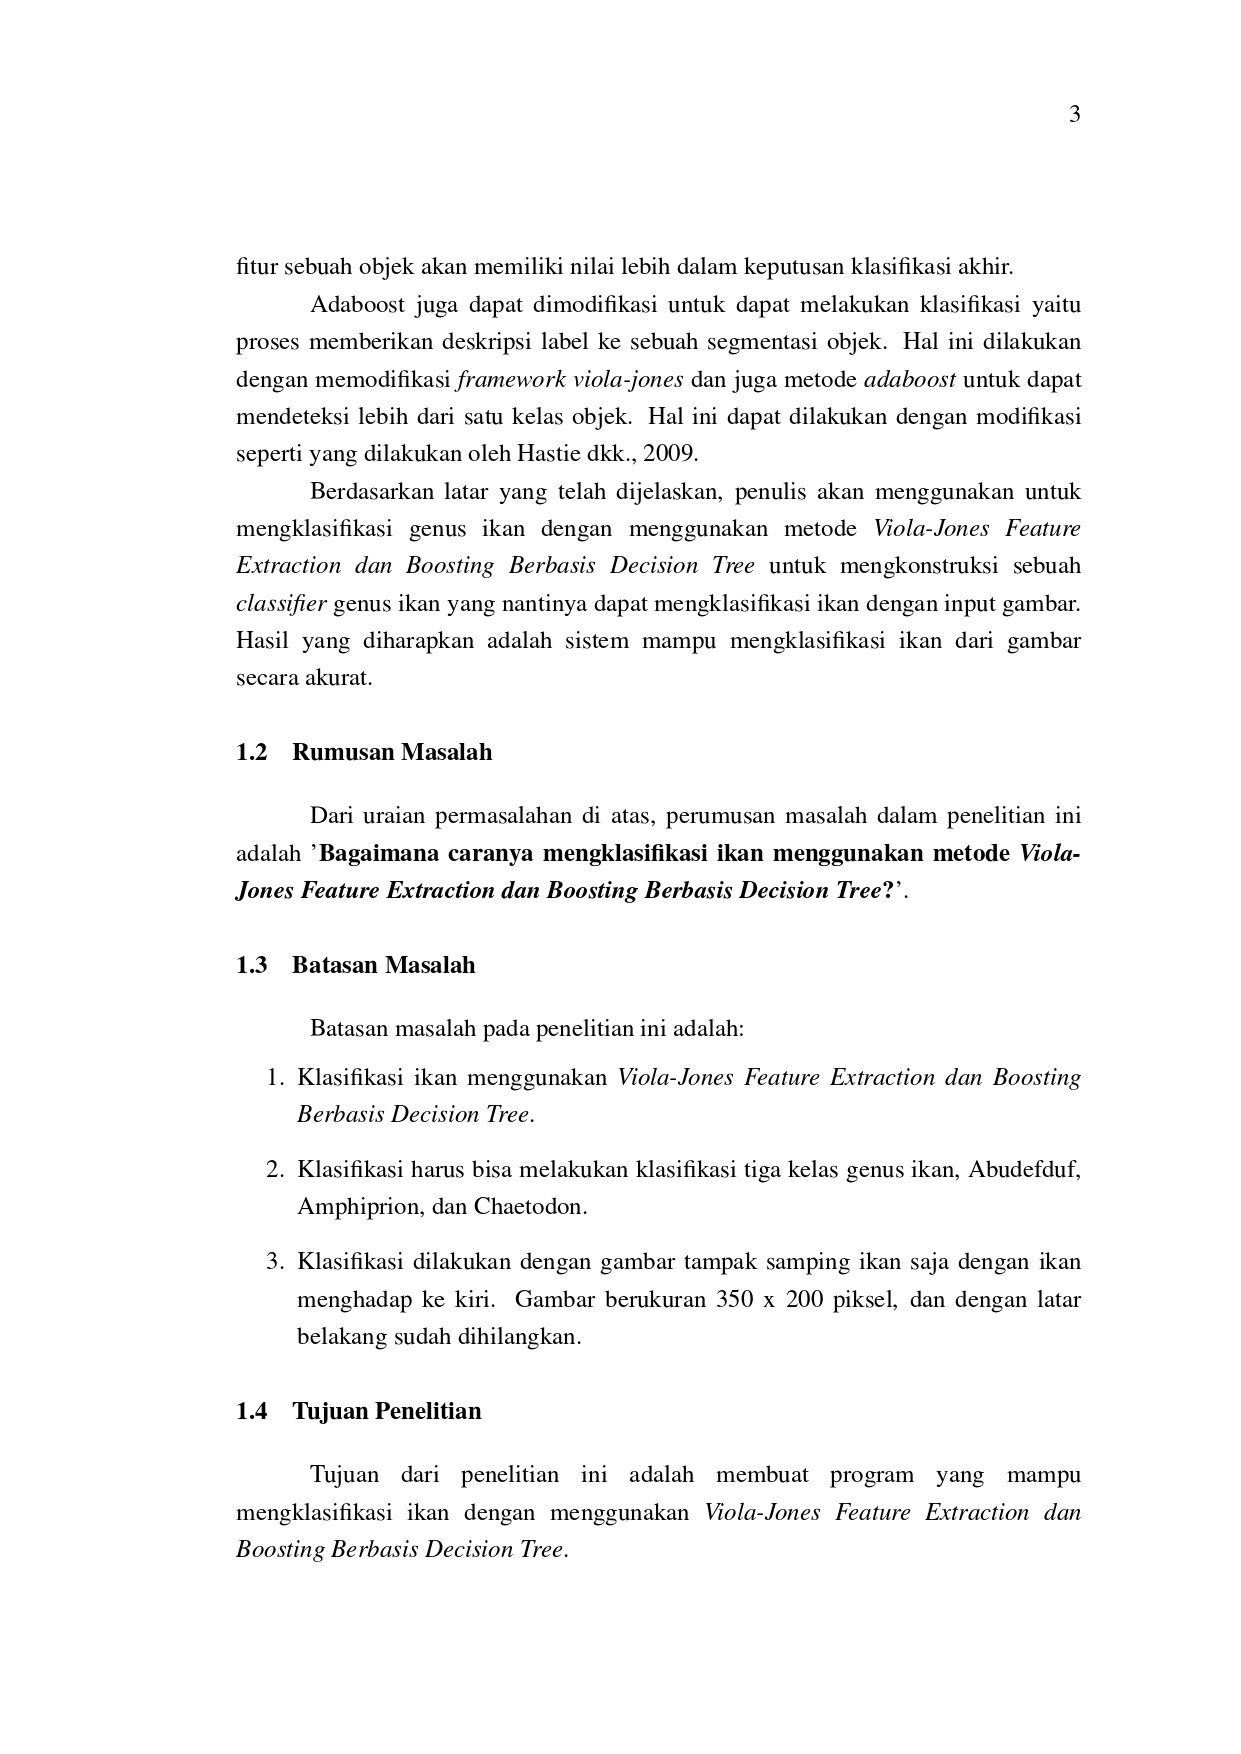 3
fitur sebuah objek akan memiliki nilai lebih dalam keputusan klasifikasi akhir.
Adaboost juga dapat dimodifikasi untuk dapat melakukan klasifikasi yaitu
proses memberikan deskripsi label ke sebuah segmentasi objek. Hal ini dilakukan
dengan memodifikasi framework viola-jones dan juga metode adaboost untuk dapat
mendeteksi lebih dari satu kelas objek. Hal ini dapat dilakukan dengan modifikasi
seperti yang dilakukan oleh Hastie dkk., 2009.
Berdasarkan latar yang telah dijelaskan, penulis akan menggunakan untuk
mengklasifikasi genus ikan dengan menggunakan metode Viola-Jones Feature
Extraction dan Boosting Berbasis Decision Tree untuk mengkonstruksi sebuah
classifier genus ikan yang nantinya dapat mengklasifikasi ikan dengan input gambar.
Hasil yang diharapkan adalah sistem mampu mengklasifikasi ikan dari gambar
secara akurat.
1.2 Rumusan Masalah
Dari uraian permasalahan di atas, perumusan masalah dalam penelitian ini
adalah ’Bagaimana caranya mengklasifikasi ikan menggunakan metode Viola-
Jones Feature Extraction dan Boosting Berbasis Decision Tree?’.
1.3 Batasan Masalah
Batasan masalah pada penelitian ini adalah:
1. Klasifikasi ikan menggunakan Viola-Jones Feature Extraction dan Boosting
Berbasis Decision Tree.
2. Klasifikasi harus bisa melakukan klasifikasi tiga kelas genus ikan, Abudefduf,
Amphiprion, dan Chaetodon.
3. Klasifikasi dilakukan dengan gambar tampak samping ikan saja dengan ikan
menghadap ke kiri. Gambar berukuran 350 x 200 piksel, dan dengan latar
belakang sudah dihilangkan.
1.4 Tujuan Penelitian
Tujuan dari penelitian ini adalah membuat program yang mampu
mengklasifikasi ikan dengan menggunakan Viola-Jones Feature Extraction dan
Boosting Berbasis Decision Tree.